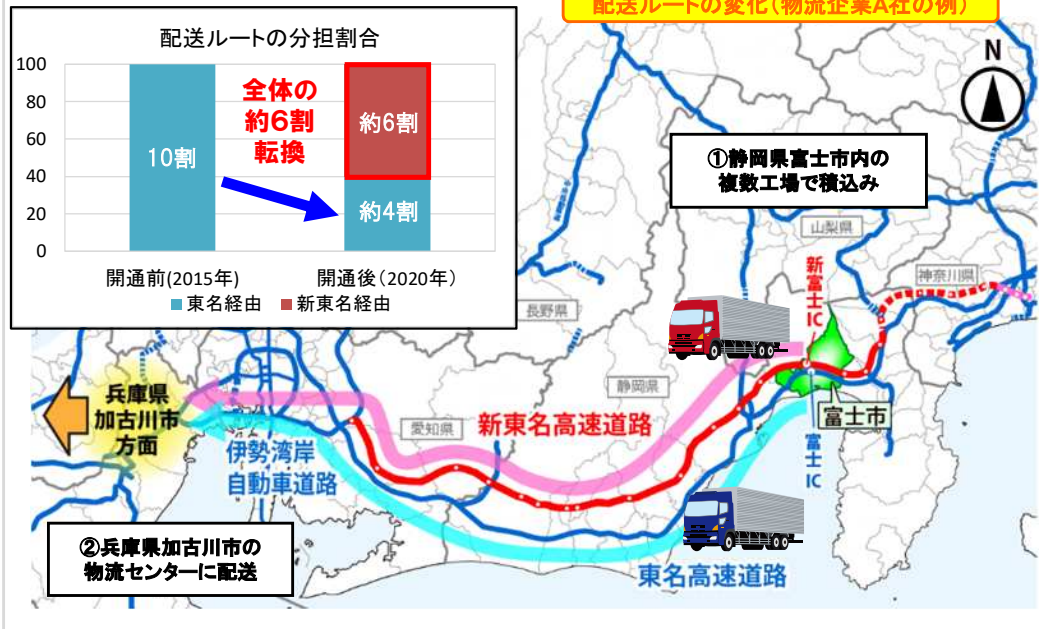 配送ルートの変化(物流企業A社の例)
配送ルートの分担割合
100
80
60
40
20
0
10割
全体の
約6割
転換
約6割
約4割
開通前(2015年)
開通後(2020年)
東名経由
新東名経由
N
①静岡県富士市内の
複数工場で積込み
山梨県
神奈川県
長野県
新富士IC
静岡県
富士市
富士IC
兵庫県
加古川市
方面
愛知県
新東名高速道路
伊勢湾岸
自動車道路
②兵庫県加古川市の
物流センターに配送
東名高速道路